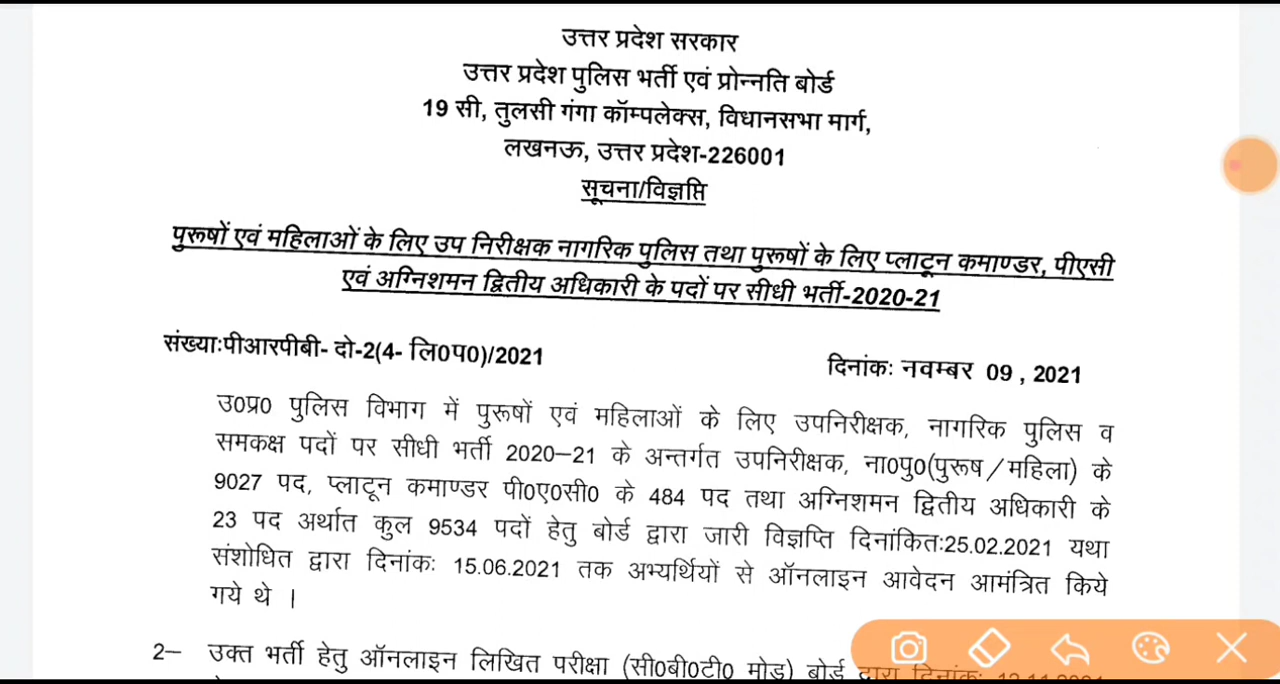 उत्तर प्रदेश सरकार
उत्तर प्रदेश पुलिस भर्ती एवं प्रोन्नति बोर्ड
19 सी, तुलसी गंगा कॉम्पलेक्स, विधानसभा मार्ग,
लखनऊ, उत्तर प्रदेश-226001
सूचना/विज्ञप्ति
पुरूषों एवं महिलाओं के लिए उप निरीक्षक नागरिक पुलिस तथा पुरूषों के लिए प्लाटून कमाण्डर, पीएसी
एवं अग्निशमन द्वितीय अधिकारी के पदों पर सीधी भर्ती-2020-21
संख्या:पीआरपीबी- दो-2(4- लि0प0)/2021
दिनांक: नवम्बर 09 , 2021
उ0प्र0 पुलिस विभाग में पुरूषों एवं महिलाओं के लिए उपनिरीक्षक, नागरिक पुलिस व
समकक्ष पदों पर सीधी भर्ती 2020–21 के अन्तर्गत उपनिरीक्षक, ना0पु0(पुरूष/महिला) के
9027 पद, प्लाटून कमाण्डर पी0ए0सी0 के 484 पद तथा अग्निशमन द्वितीय अधिकारी के
23 पद अर्थात कुल 9534 पदों हेतु बोर्ड द्वारा जारी विज्ञप्ति दिनांकित:25.02.2021 यथा
संशोधित द्वारा दिनांक: 15.06.2021 तक अभ्यर्थियों से ऑनलाइन आवेदन आमंत्रित किये
गये थे ।
2– उक्त भर्ती हेतु ऑनलाइन लिखित परीक्षा (सी0बी0टी0 मोड) बोर्ड द्वारा दिनांक: